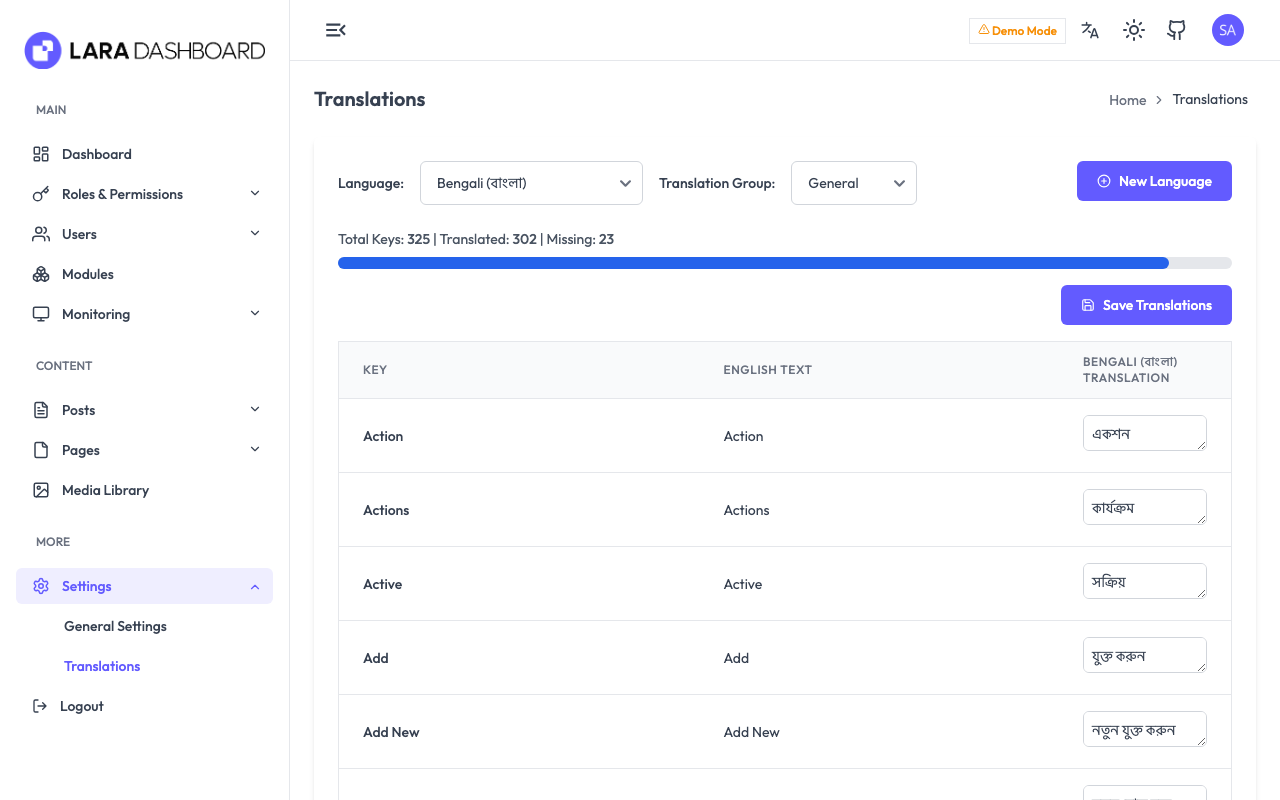 LARA DASHBOARD
MAIN
Dashboard
Roles & Permissions
Users
Modules
Monitoring
CONTENT
Posts
Pages
Media Library
MORE
Settings
General Settings
Translations
Logout
Demo Mode
SA
Translations
Home > Translations
Language: Bengali (বাংলা) Translation Group: General
New Language
Total Keys: 325 | Translated: 302 | Missing: 23
Save Translations
KEY ENGLISH TEXT BENGALI (বাংলা) TRANSLATION
Action Action একশন
Actions Actions কার্যক্রম
Active Active সক্রিয়
Add Add যুক্ত করুন
Add New Add New নতুন যুক্ত করুন